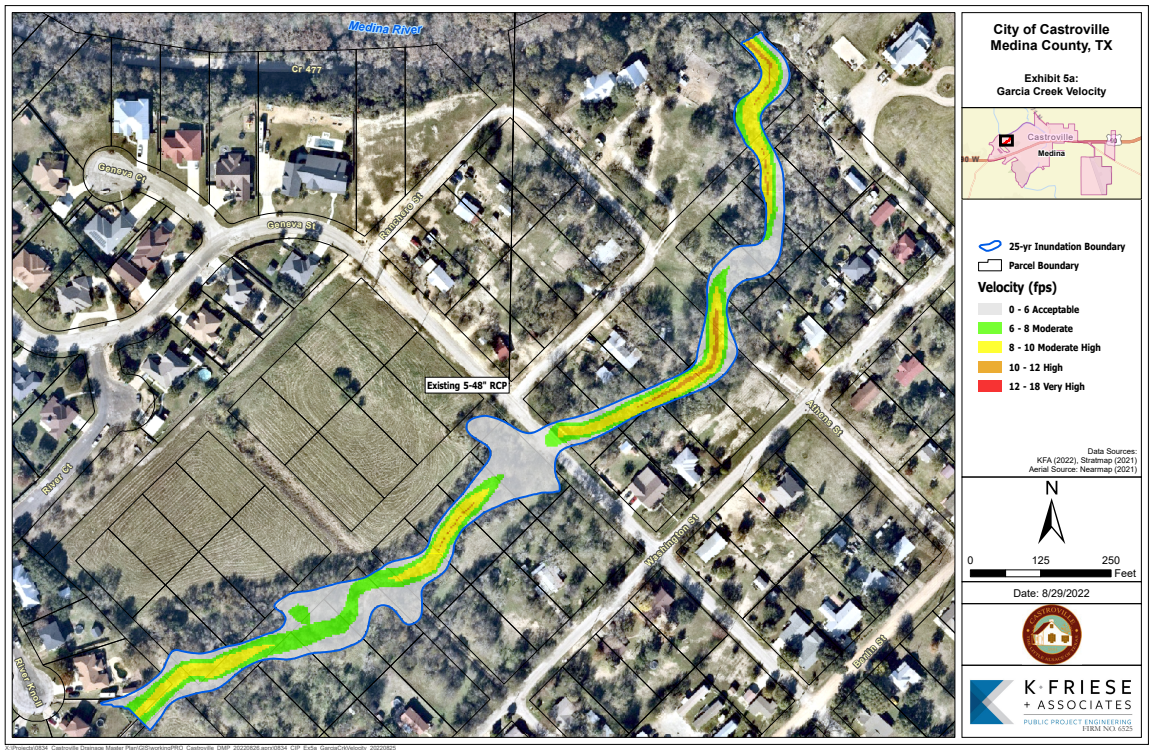 Medina River
Cr 477
Geneva Ct
Geneva St
Ranchero St
River Ct
Existing 5-48" RCP
Athens St
Washington St
Berlin St
River Knoll
City of Castroville
Medina County, TX
Exhibit 5a:
Garcia Creek Velocity
Castroville
Medina
90 W
25-yr Inundation Boundary
Parcel Boundary
Velocity (fps)
0 - 6 Acceptable
6 - 8 Moderate
8 - 10 Moderate High
10 - 12 High
12 - 18 Very High
Data Sources:
KFA (2022), Stratmap (2021)
Aerial Source: Nearmap (2021)
N
0 125 250
Feet
Date: 8/29/2022
CASTROVILLE
K·FRIESE
+ ASSOCIATES
PUBLIC PROJECT ENGINEERING
FIRM NO. 6525